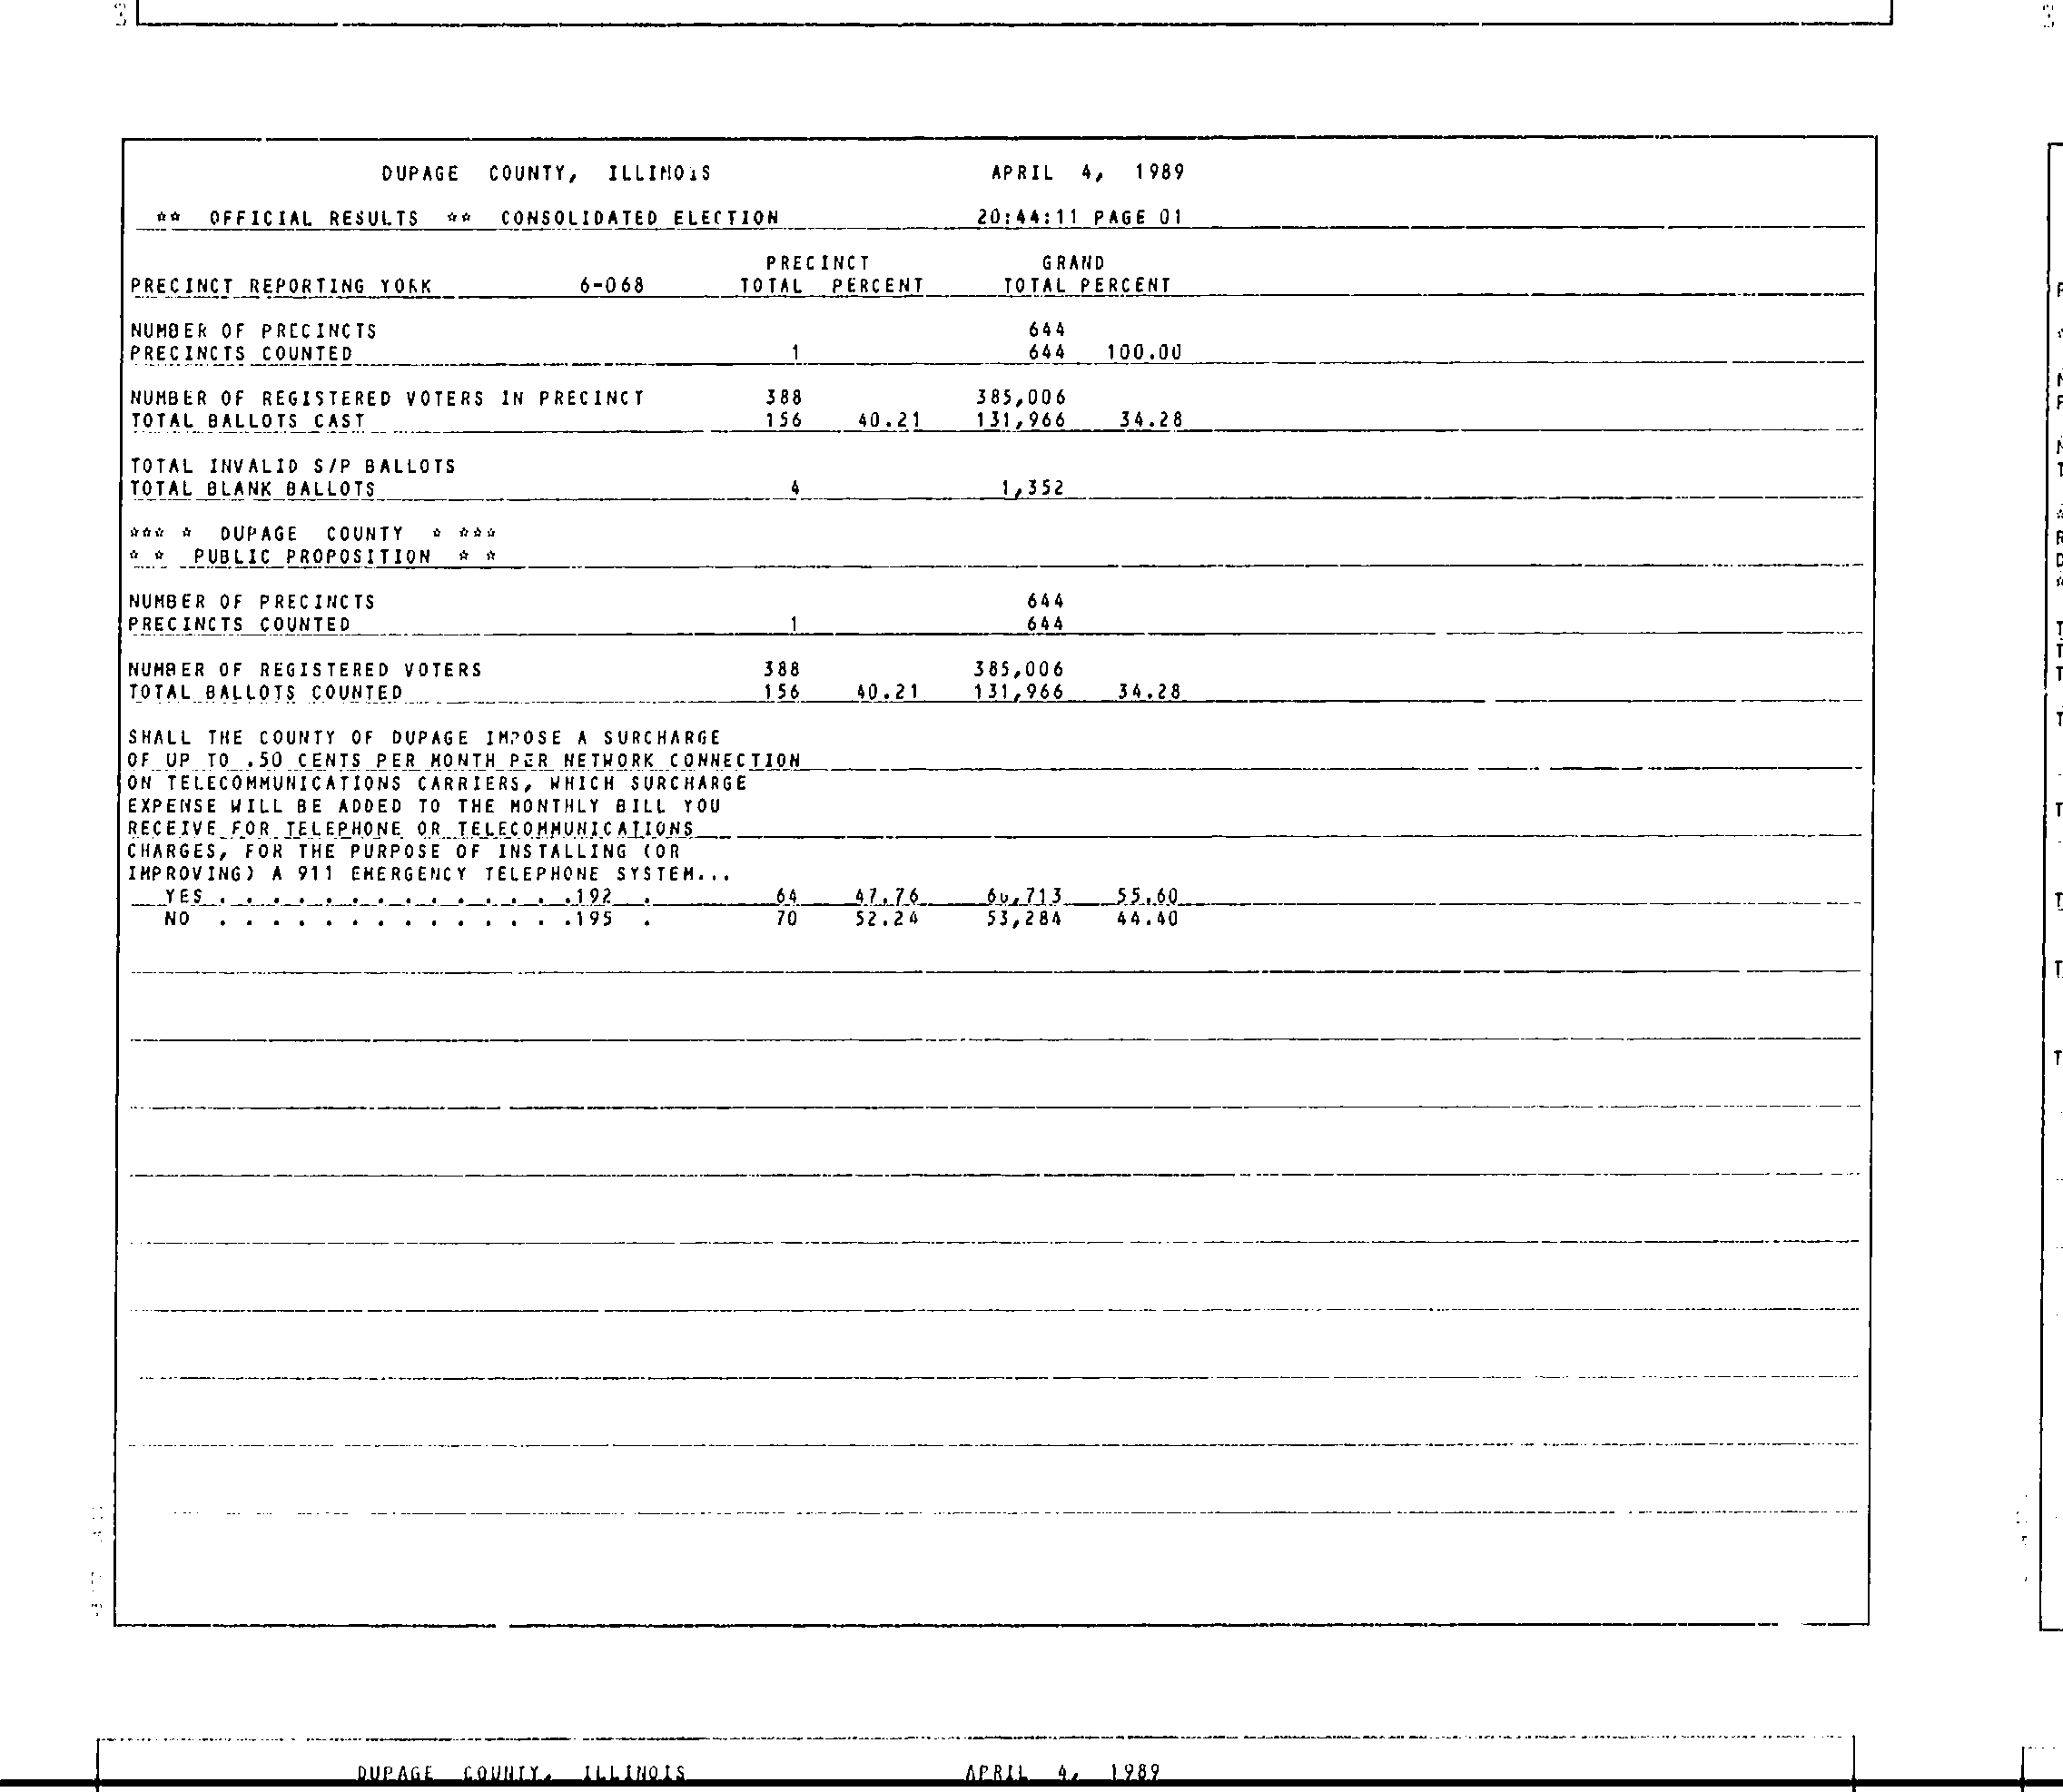 DUPAGE COUNTY, ILLINOIS APRIL 4, 1989
** OFFICIAL RESULTS ** CONSOLIDATED ELECTION 20:44:11 PAGE 01
PRECINCT GRAND
PRECINCT REPORTING YORK 6-068 TOTAL PERCENT TOTAL PERCENT
NUMBER OF PRECINCTS 644
PRECINCTS COUNTED 1 644 100.00
NUMBER OF REGISTERED VOTERS IN PRECINCT 388 385,006
TOTAL BALLOTS CAST 156 40.21 131,966 34.28
TOTAL INVALID S/P BALLOTS
TOTAL BLANK BALLOTS 4 1,352
*** * DUPAGE COUNTY * ***
* * PUBLIC PROPOSITION * *
NUMBER OF PRECINCTS 644
PRECINCTS COUNTED 1 644
NUMBER OF REGISTERED VOTERS 388 385,006
TOTAL BALLOTS COUNTED 156 40.21 131,966 34.28
SHALL THE COUNTY OF DUPAGE IMPOSE A SURCHARGE
OF UP TO .50 CENTS PER MONTH PER NETWORK CONNECTION
ON TELECOMMUNICATIONS CARRIERS, WHICH SURCHARGE
EXPENSE WILL BE ADDED TO THE MONTHLY BILL YOU
RECEIVE FOR TELEPHONE OR TELECOMMUNICATIONS
CHARGES, FOR THE PURPOSE OF INSTALLING (OR
IMPROVING) A 911 EMERGENCY TELEPHONE SYSTEM...
YES . . . . . . . . . . . . . .192 . 64 47.76 55.60
NO . . . . . . . . . . . . . .195 . 70 52.24 53,284 44.40
DUPAGE COUNTY, ILLINOIS APRIL 4, 1989